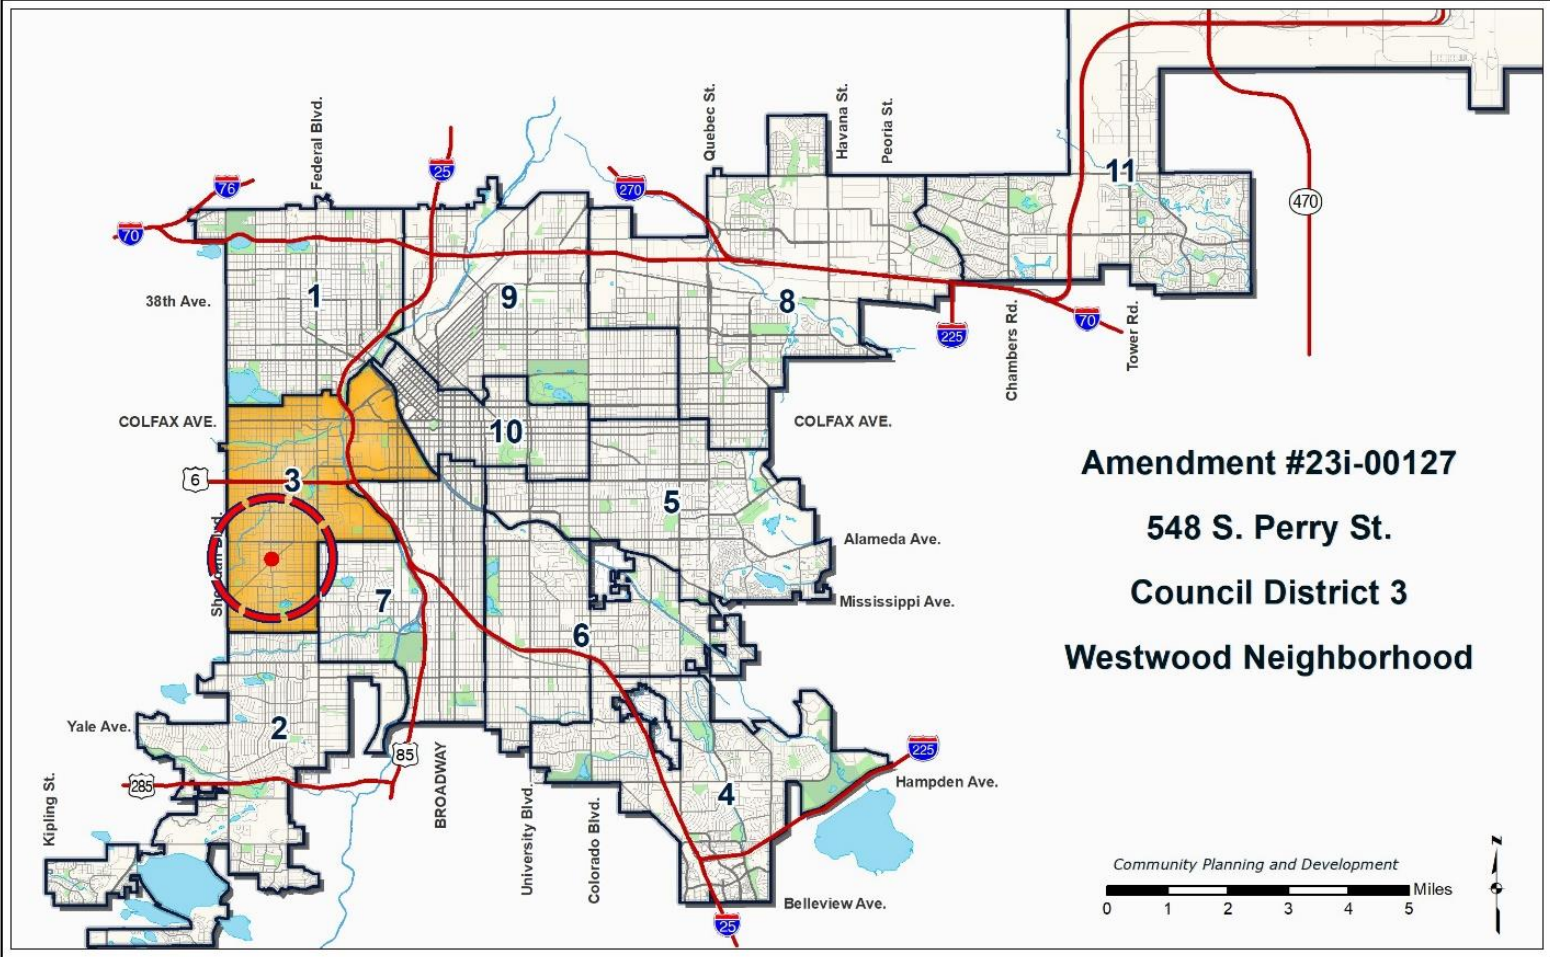 Federal Blvd.
Quebec St.
Havana St.
Peoria St.
25
76
270
11
70
470
1
9
8
38th Ave.
225
70
Chambers Rd.
Tower Rd.
COLFAX AVE.
COLFAX AVE.
10
3
6
5
Amendment #23i-00127
548 S. Perry St.
Council District 3
Westwood Neighborhood
Alameda Ave.
7
Mississippi Ave.
6
Yale Ave.
2
85
225
285
Hampden Ave.
4
Kipling St.
BROADWAY
University Blvd.
Colorado Blvd.
Belleview Ave.
25
Community Planning and Development
Miles
0 1 2 3 4 5
N